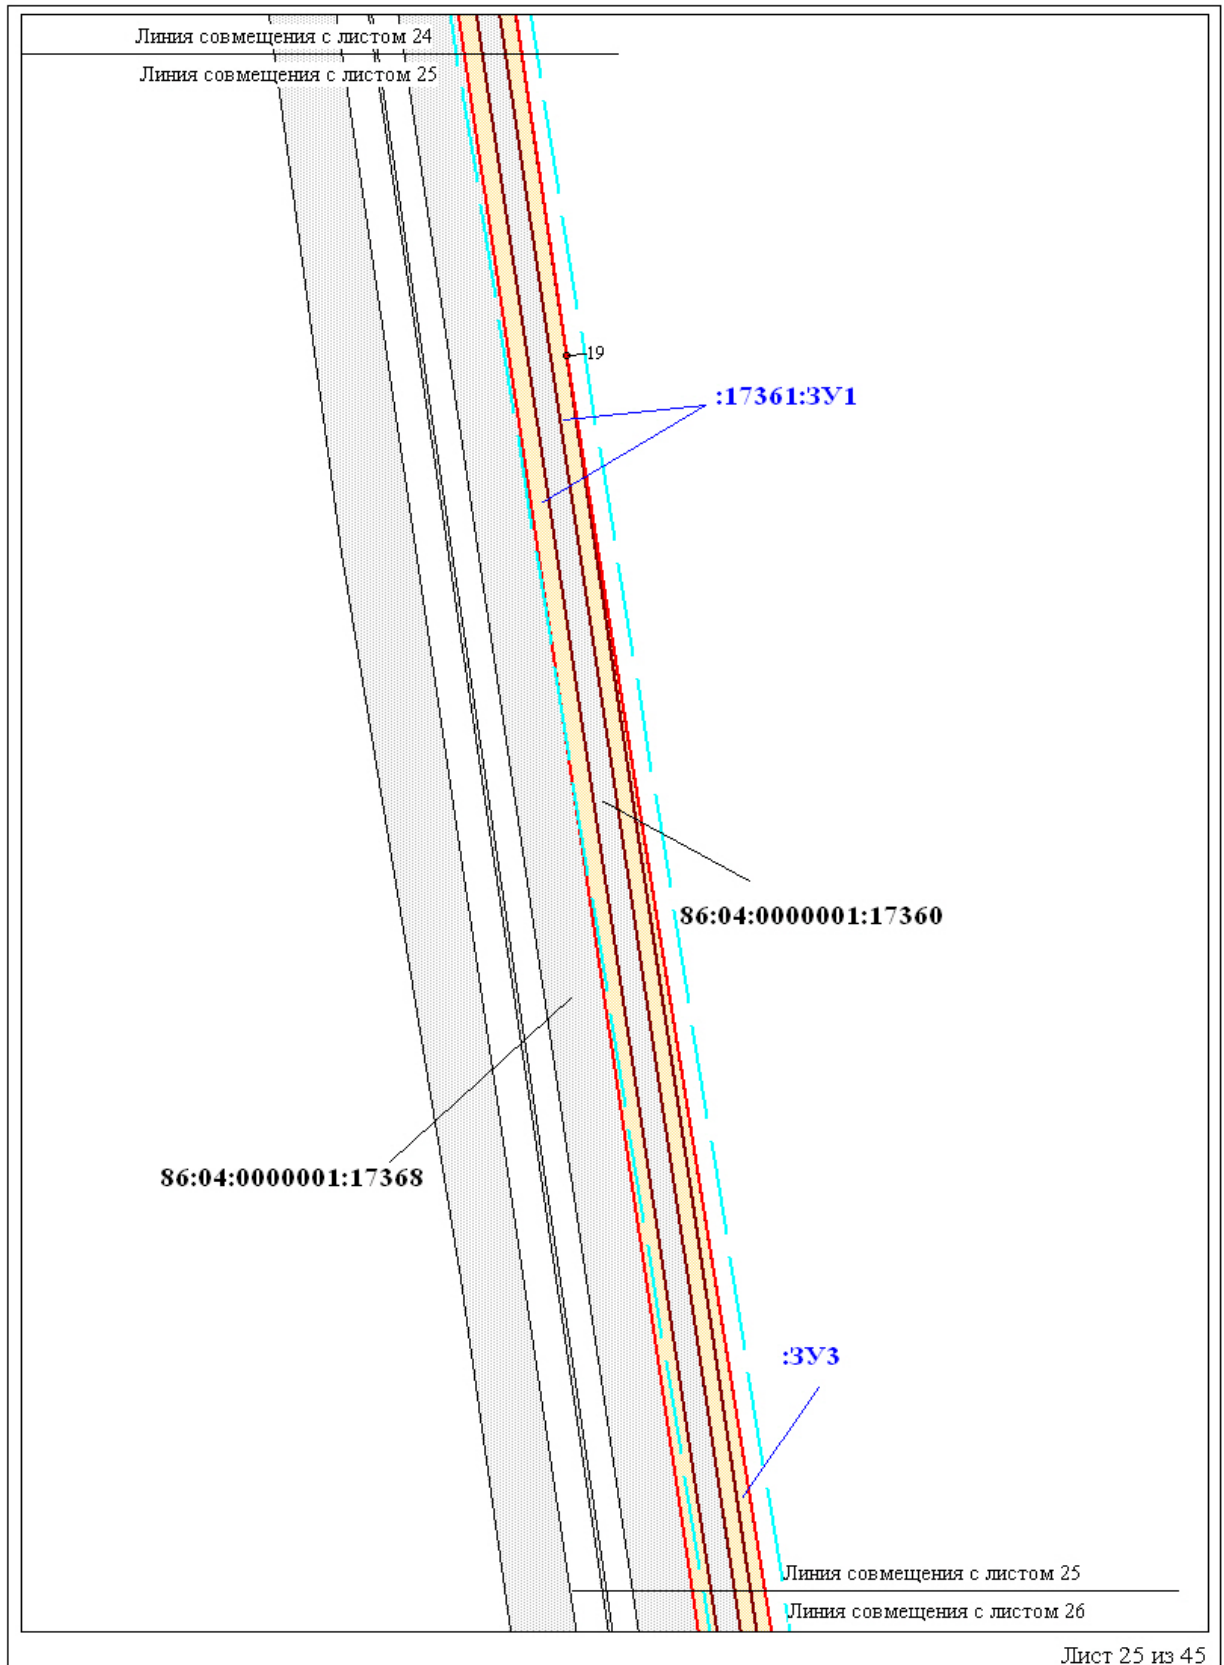 Линия совмещения с листом 24
Линия совмещения с листом 25
19
:17361:ЗУ1
86:04:0000001:17360
86:04:0000001:17368
:ЗУ3
Линия совмещения с листом 25
Линия совмещения с листом 26
Лист 25 из 45